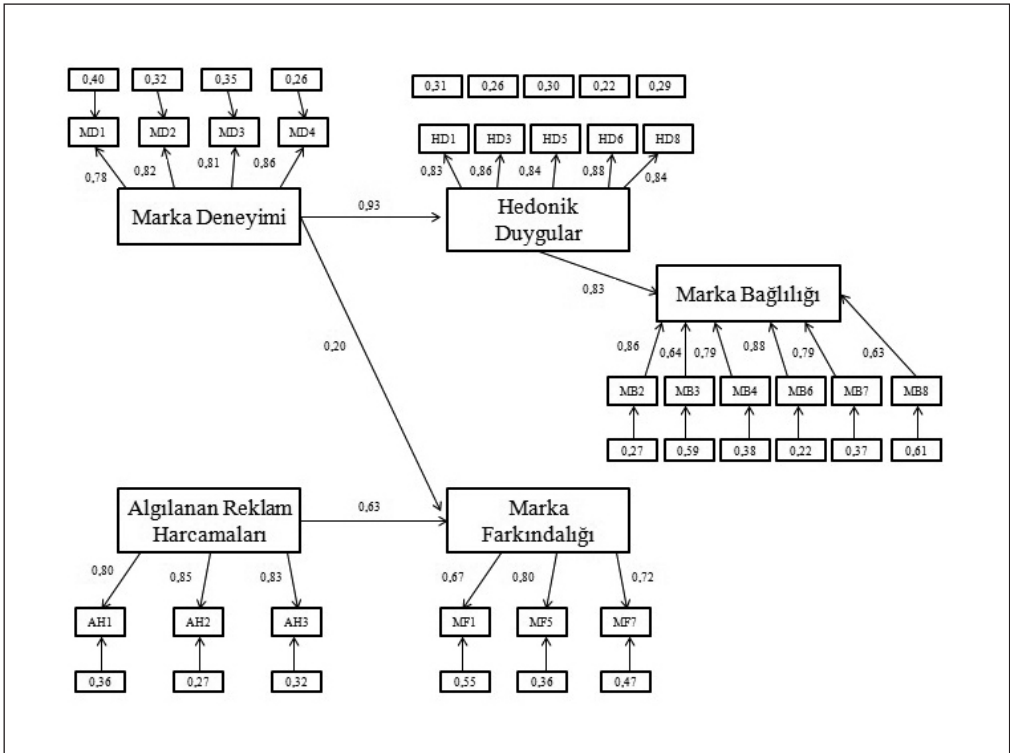 0,40 0,32 0,35 0,26
0,31 0,26 0,30 0,22 0,29
MD1 MD2 MD3 MD4
HD1 HD3 HD5 HD6 HD8
0,78 0,82 0,81 0,86
0,83 0,86 0,84 0,88 0,84
Marka Deneyimi
0,93
Hedonik
Duygular
0,83
Marka Bağlılığı
0,20
0,86 0,64 0,79 0,88 0,79 0,63
MB2 MB3 MB4 MB6 MB7 MB8
0,27 0,59 0,38 0,22 0,37 0,61
Algılanan Reklam
Harcamaları
0,63
Marka
Farkındalığı
0,80 0,85 0,83
0,67 0,80 0,72
AH1 AH2 AH3
MF1 MF5 MF7
0,36 0,27 0,32
0,55 0,36 0,47